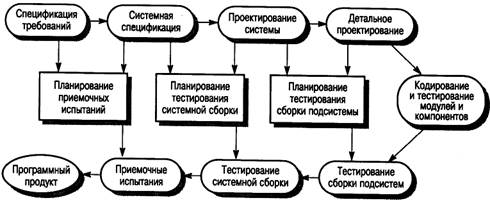 Спецификация
требований
Системная
спецификация
Проектирование
системы
Детальное
проектирование
Планирование
приемочных
испытаний
Планирование
тестирования
системной сборки
Планирование
тестирования
сборки подсистемы
Кодирование
и тестирование
модулей и
компонентов
Программный
продукт
Приемочные
испытания
Тестирование
системной сборки
Тестирование
сборки подсистем